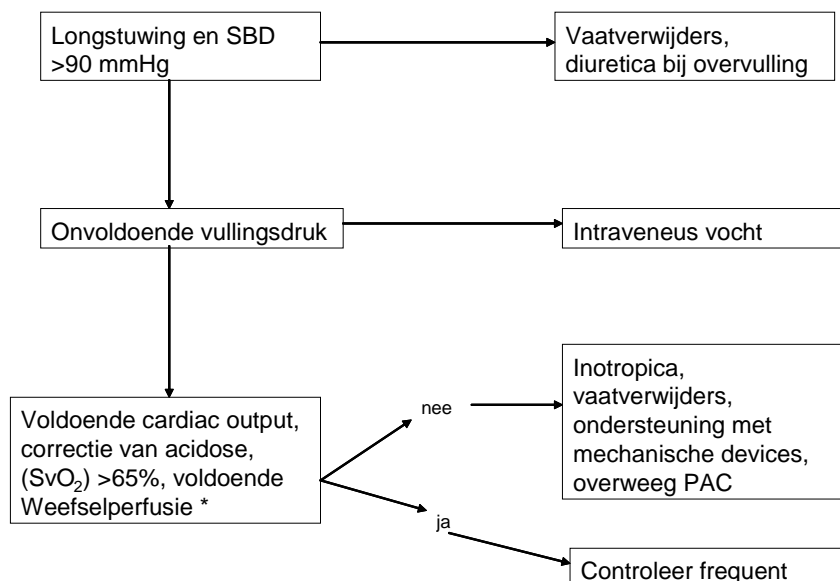 Longstuwing en SBD
>90 mmHg
Vaatverwijders,
diuretica bij overvulling
Onvoldoende vullingsdruk
Intraveneus vocht
Voldoende cardiac output,
correctie van acidose,
(SvO₂) >65%, voldoende
Weefselperfusie *
nee
Inotropica,
vaatverwijders,
ondersteuning met
mechanische devices,
overweeg PAC
ja
Controleer frequent